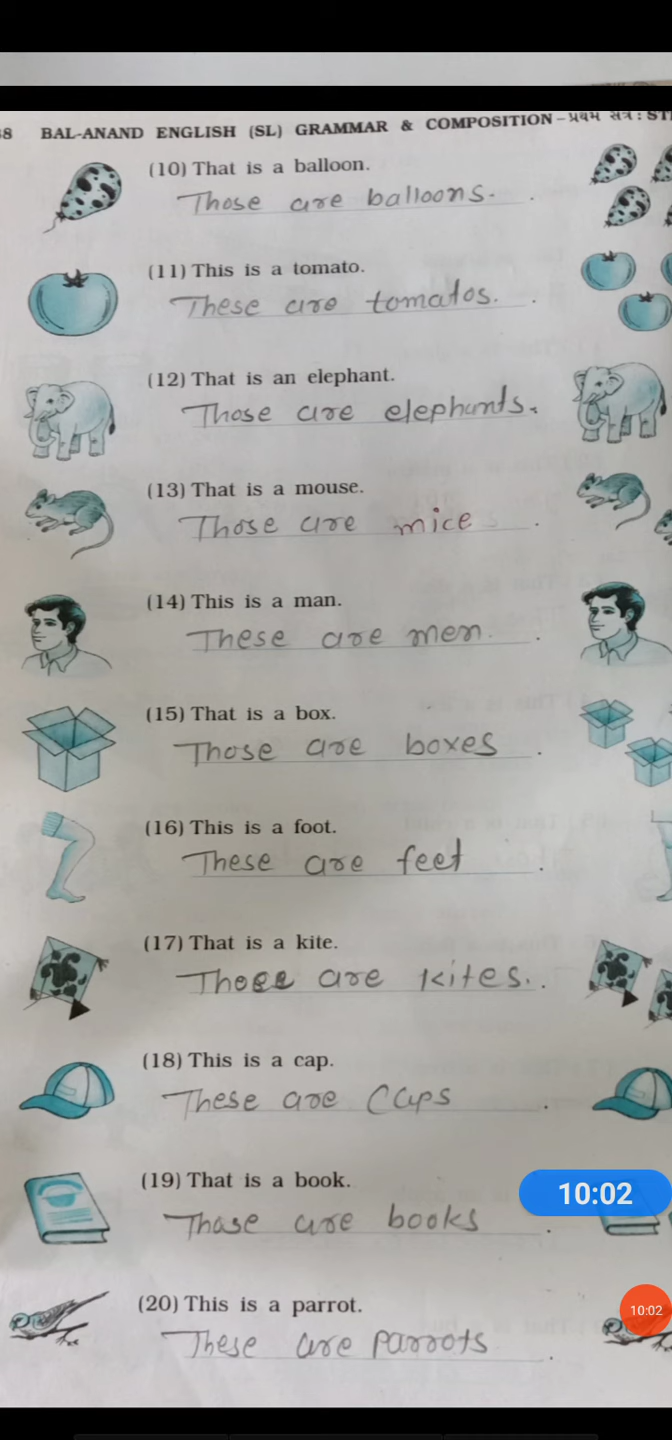 8 BAL-ANAND ENGLISH (SL) GRAMMAR & COMPOSITION – પ્રથમ સત્ર : ST
(10) That is a balloon.
Those are balloons.
(11) This is a tomato.
These are tomatos.
(12) That is an elephant.
Those are elephants.
(13) That is a mouse.
Those are mice
(14) This is a man.
These are men.
(15) That is a box.
Those are boxes.
(16) This is a foot.
These are feet.
(17) That is a kite.
Those are kites.
(18) This is a cap.
These are Caps.
(19) That is a book.
10:02
Those are books.
(20) This is a parrot.
10:02
These are parrots.